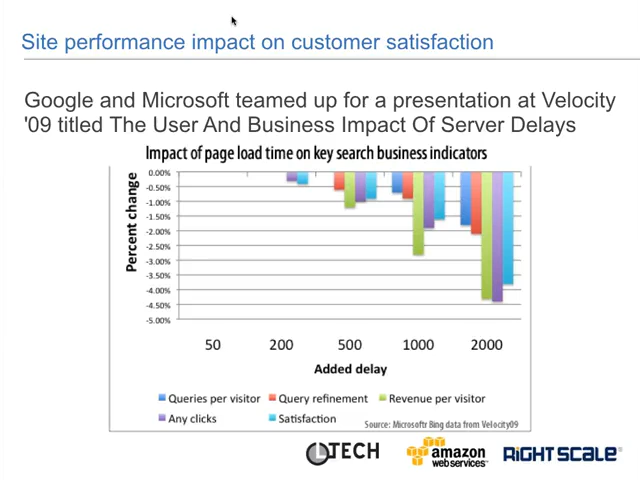 Site performance impact on customer satisfaction
Google and Microsoft teamed up for a presentation at Velocity
'09 titled The User And Business Impact Of Server Delays
Impact of page load time on key search business indicators
Percent change
0.00%
-0.50%
-1.00%
-1.50%
-2.00%
-2.50%
-3.00%
-3.50%
-4.00%
-4.50%
-5.00%
50 200 500 1000 2000
Added delay
Queries per visitor Query refinement Revenue per visitor
Any clicks Satisfaction
Source: Microsoftr Bing data from Velocity09
LTECH amazon webservices™ RIGHTSCALE